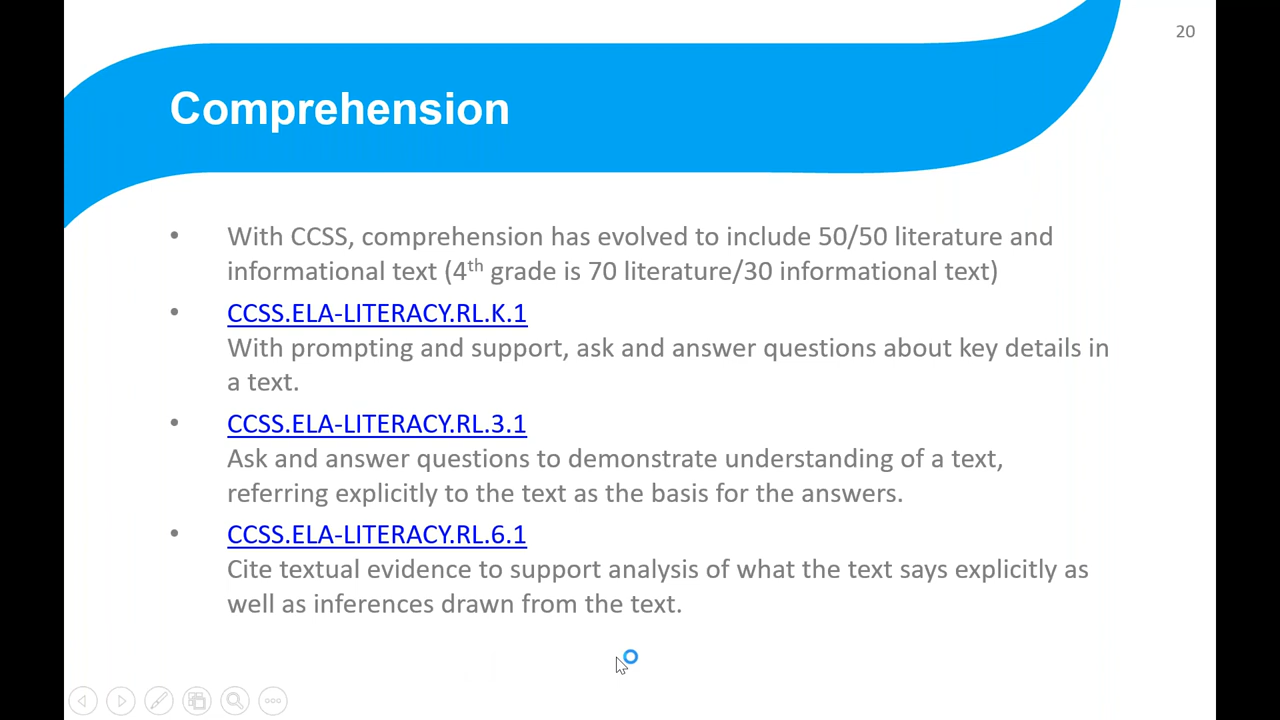 20
Comprehension
• With CCSS, comprehension has evolved to include 50/50 literature and
informational text (4th grade is 70 literature/30 informational text)
• CCSS.ELA-LITERACY.RL.K.1
With prompting and support, ask and answer questions about key details in
a text.
• CCSS.ELA-LITERACY.RL.3.1
Ask and answer questions to demonstrate understanding of a text,
referring explicitly to the text as the basis for the answers.
• CCSS.ELA-LITERACY.RL.6.1
Cite textual evidence to support analysis of what the text says explicitly as
well as inferences drawn from the text.